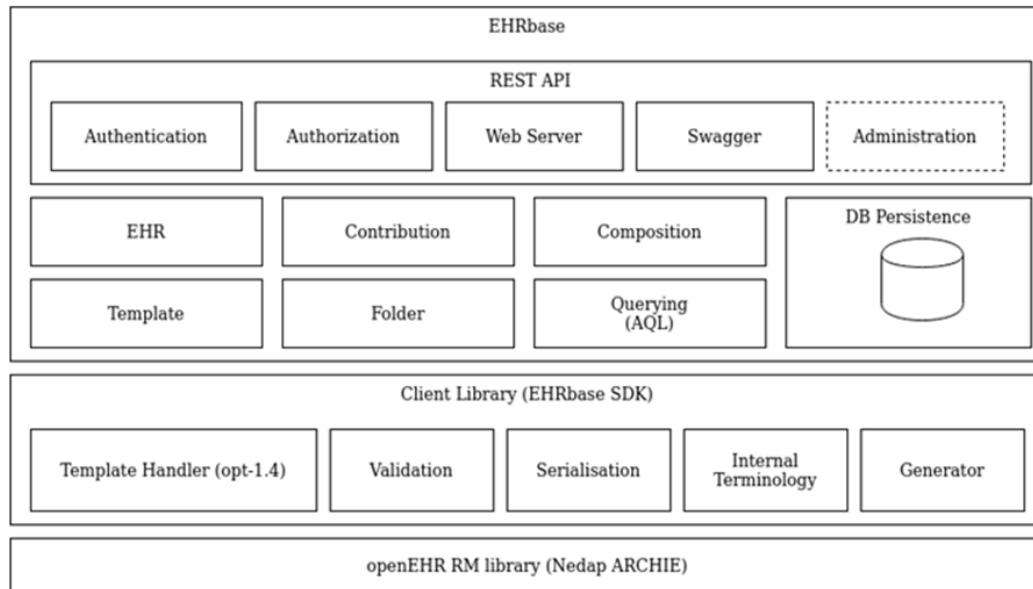 EHRbase
REST API
Authentication
Authorization
Web Server
Swagger
Administration
EHR
Contribution
Composition
DB Persistence
Template
Folder
Querying
(AQL)
Client Library (EHRbase SDK)
Template Handler (opt-1.4)
Validation
Serialisation
Internal
Terminology
Generator
openEHR RM library (Nedap ARCHIE)